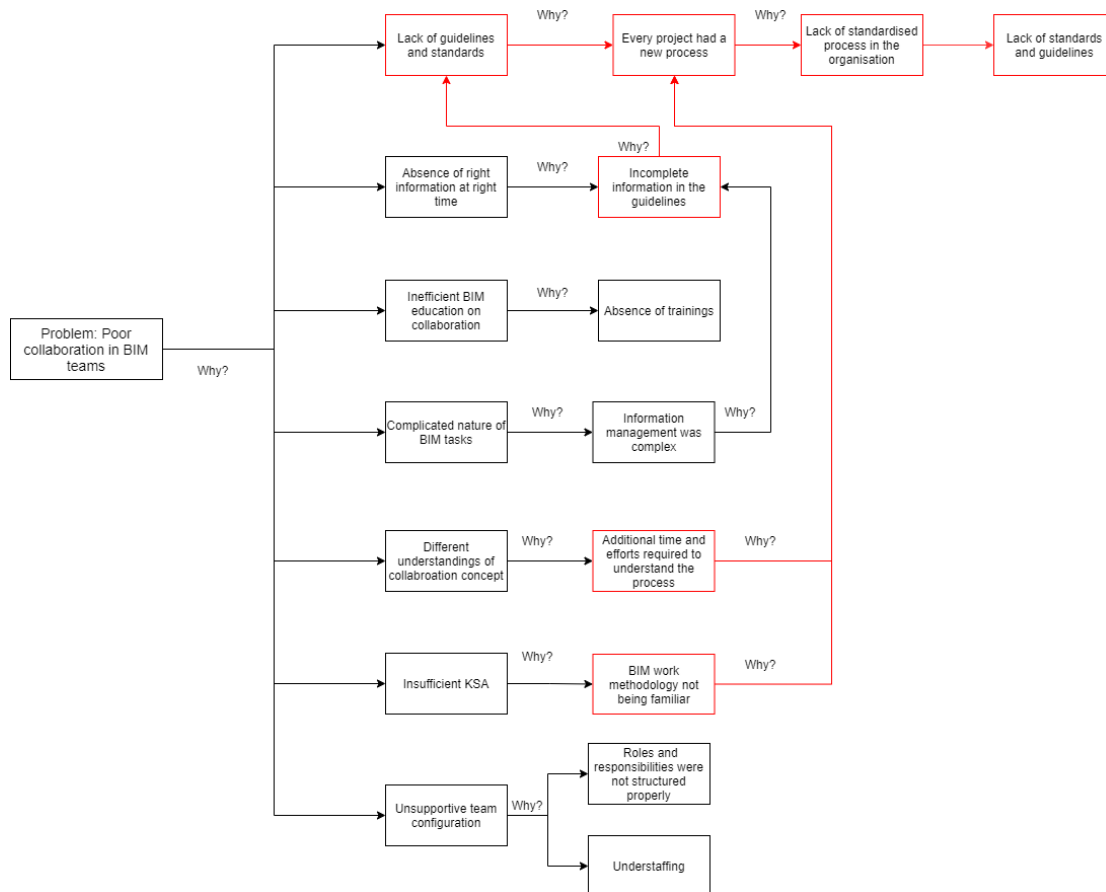 Why?
Why?
Lack of guidelines
and standards
Every project had a
new process
Lack of standardised
process in the
organisation
Lack of standards
and guidelines
Why?
Absence of right
information at right
time
Why?
Incomplete
information in the
guidelines
Inefficient BIM
education on
collaboration
Why?
Absence of trainings
Problem: Poor
collaboration in BIM
teams
Why?
Complicated nature of
BIM tasks
Why?
Information
management was
complex
Why?
Different
understandings of
collabroation concept
Why?
Additional time and
efforts required to
understand the
process
Why?
Insufficient KSA
Why?
BIM work
methodology not
being familiar
Why?
Unsupportive team
configuration
Why?
Roles and
responsibilities were
not structured
properly
Understaffing